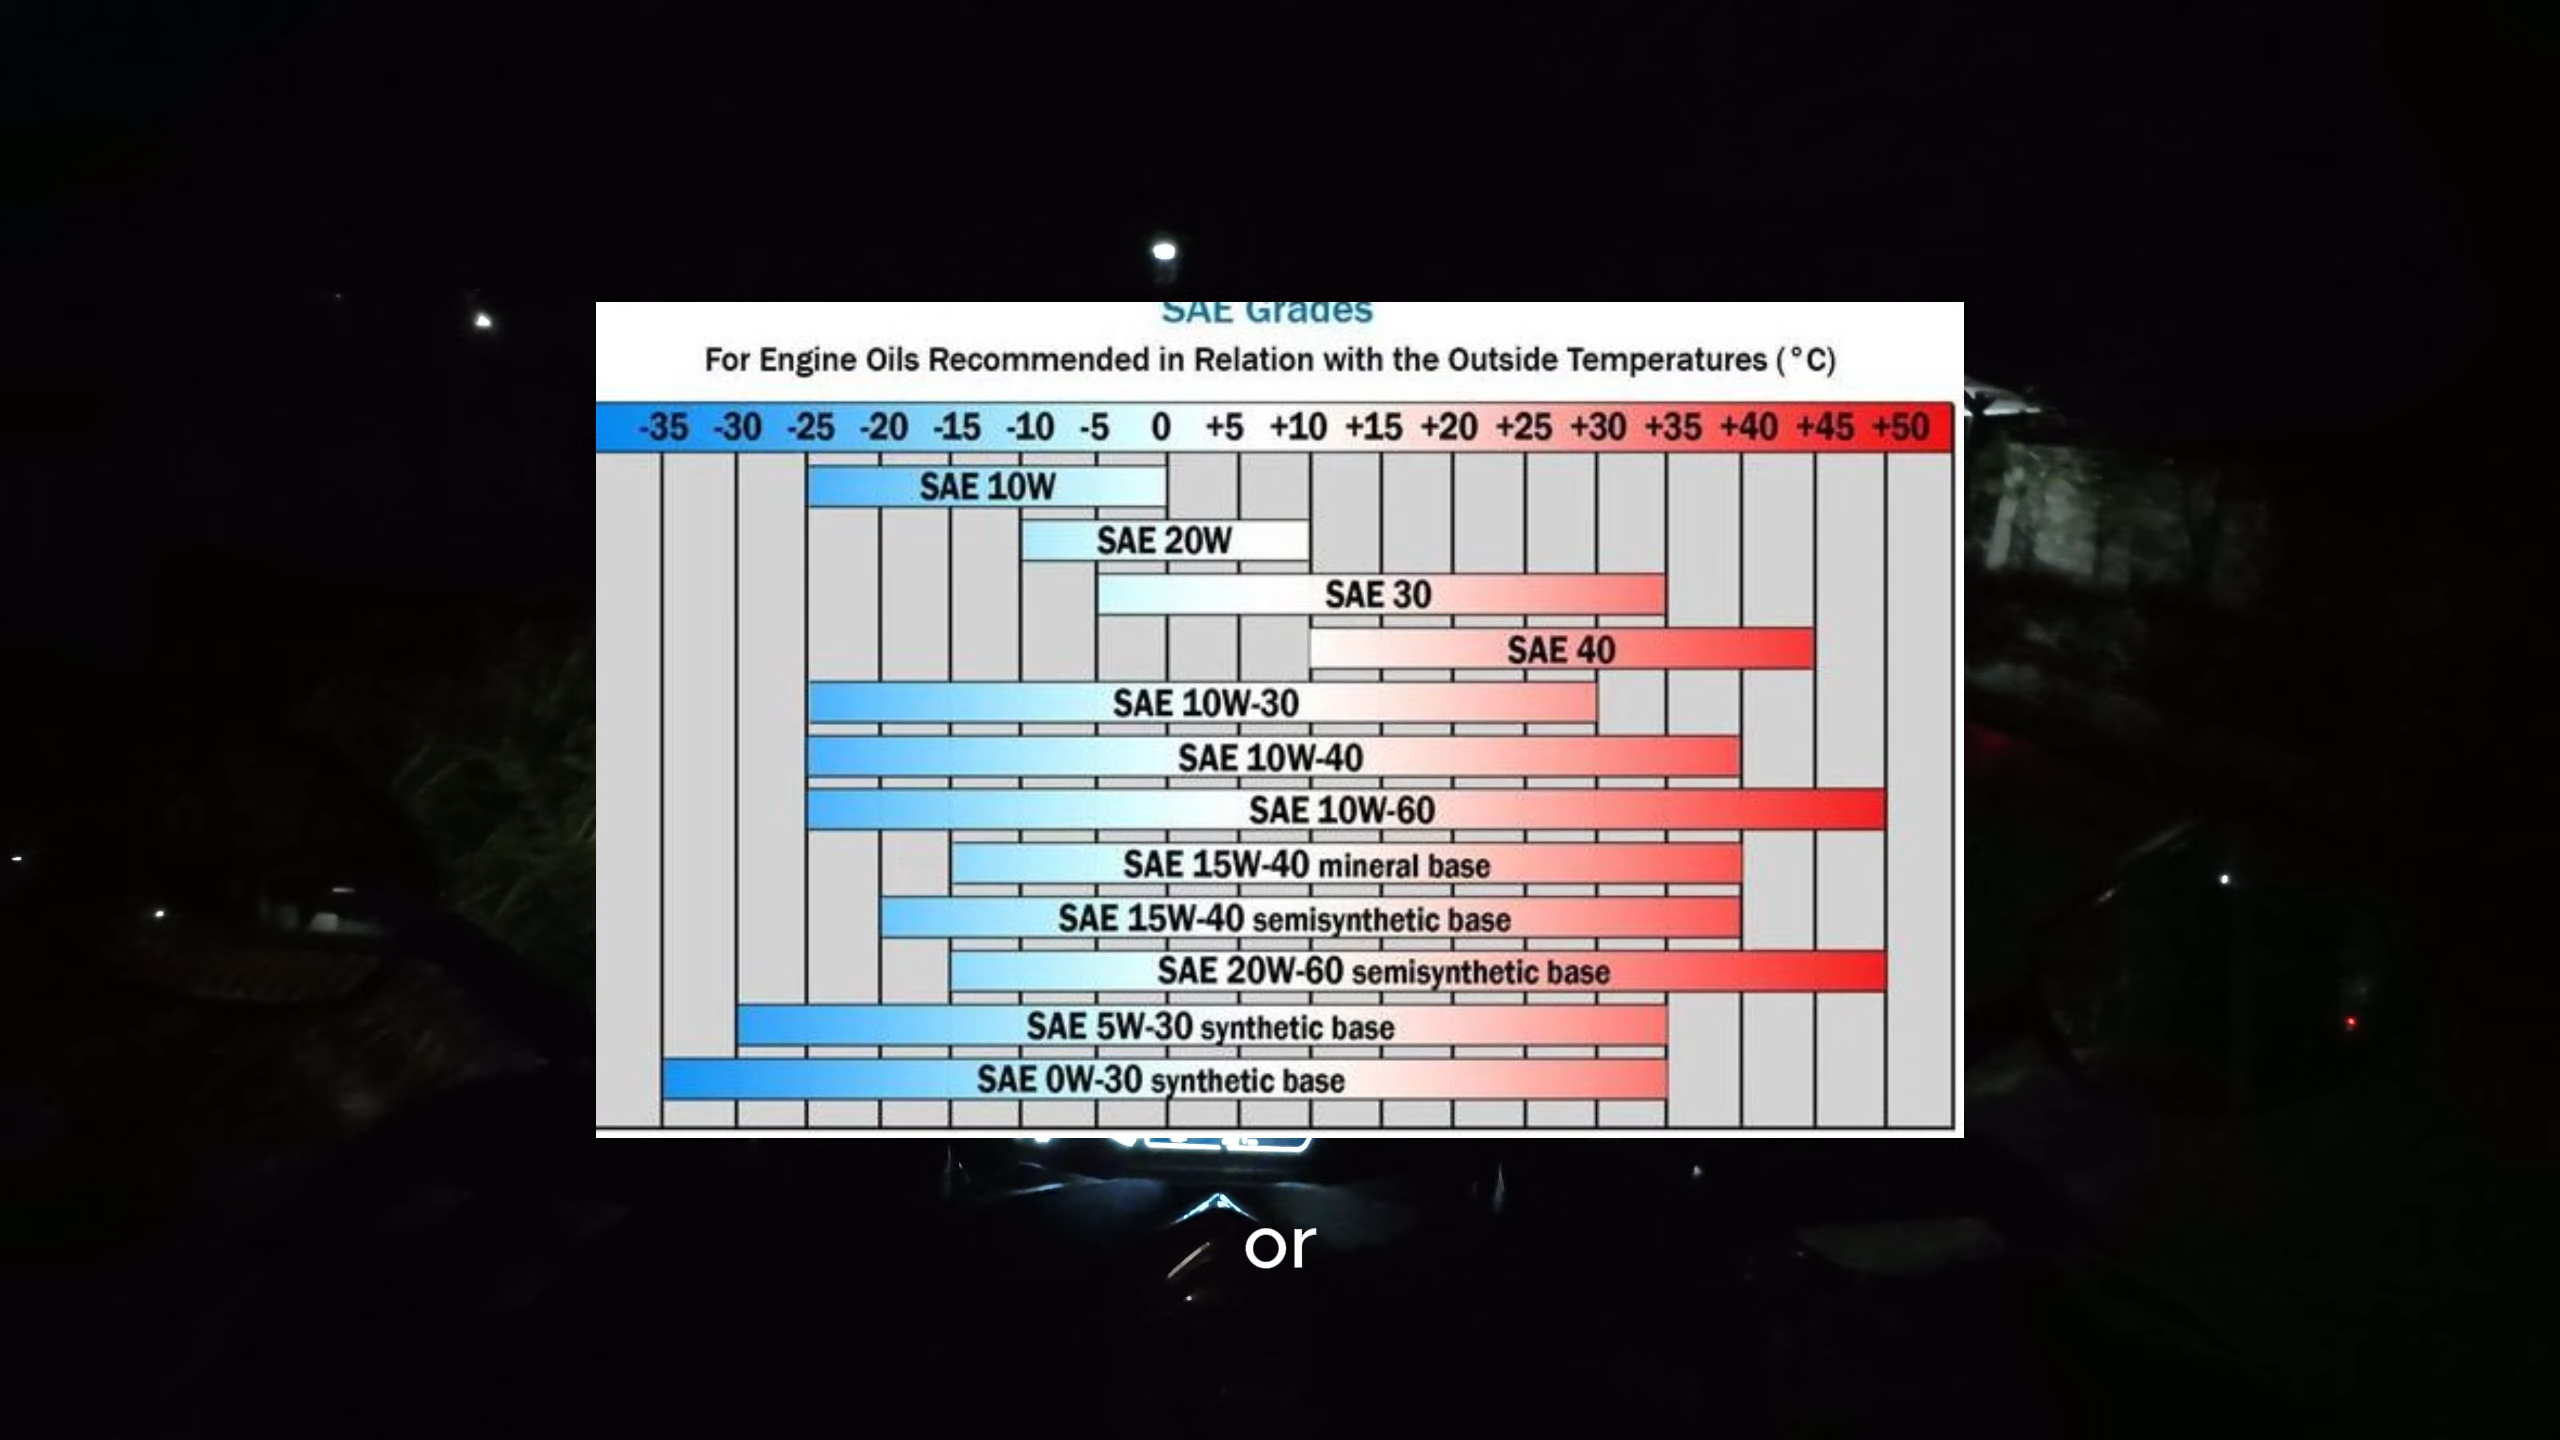 SAE Grades
For Engine Oils Recommended in Relation with the Outside Temperatures (°C)
-35 -30 -25 -20 -15 -10 -5 0 +5 +10 +15 +20 +25 +30 +35 +40 +45 +50
SAE 10W
SAE 20W
SAE 30
SAE 40
SAE 10W-30
SAE 10W-40
SAE 10W-60
SAE 15W-40 mineral base
SAE 15W-40 semisynthetic base
SAE 20W-60 semisynthetic base
SAE 5W-30 synthetic base
SAE 0W-30 synthetic base
or